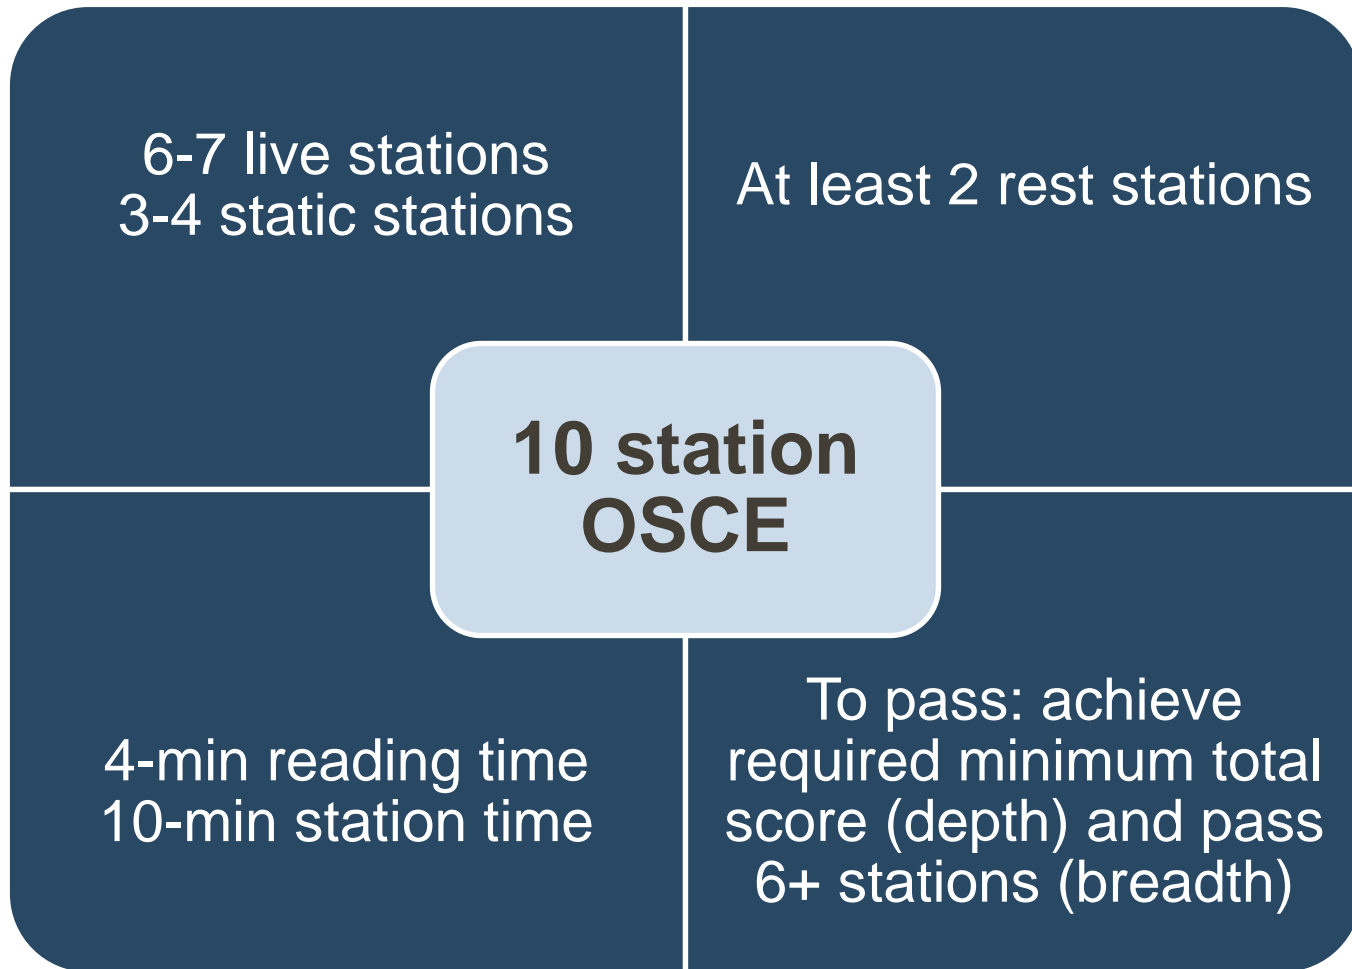 6-7 live stations
3-4 static stations
At least 2 rest stations
10 station
OSCE
4-min reading time
10-min station time
To pass: achieve
required minimum total
score (depth) and pass
6+ stations (breadth)